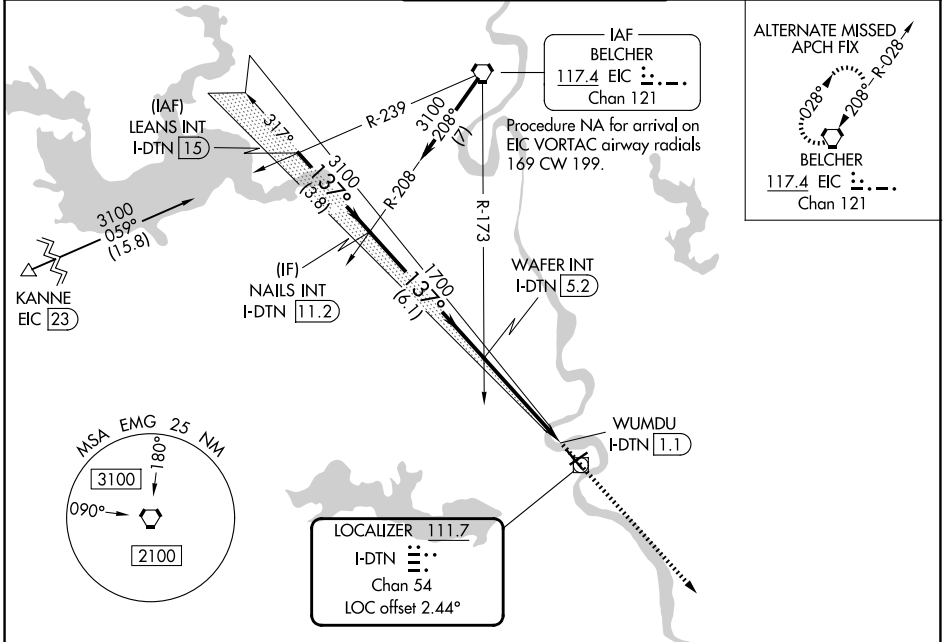 IAF
BELCHER
117.4 EIC
Chan 121
Procedure NA for arrival on
EIC VORTAC airway radials
169 CW 199.
ALTERNATE MISSED
APCH FIX
028°
208°
R-028
BELCHER
117.4 EIC
Chan 121
(IAF)
LEANS INT
I-DTN 15
317°
R-239
3100
208°
(7)
R-208
R-173
3100
137°
(3.8)
3100
059°
(15.8)
KANNE
EIC 23
(IF)
NAILS INT
I-DTN 11.2
1700
137°
(6.1)
WAFER INT
I-DTN 5.2
WUMDU
I-DTN 1.1
MSA EMG 25 NM
180°
3100
090°
2100
LOCALIZER 111.7
I-DTN
Chan 54
LOC offset 2.44°